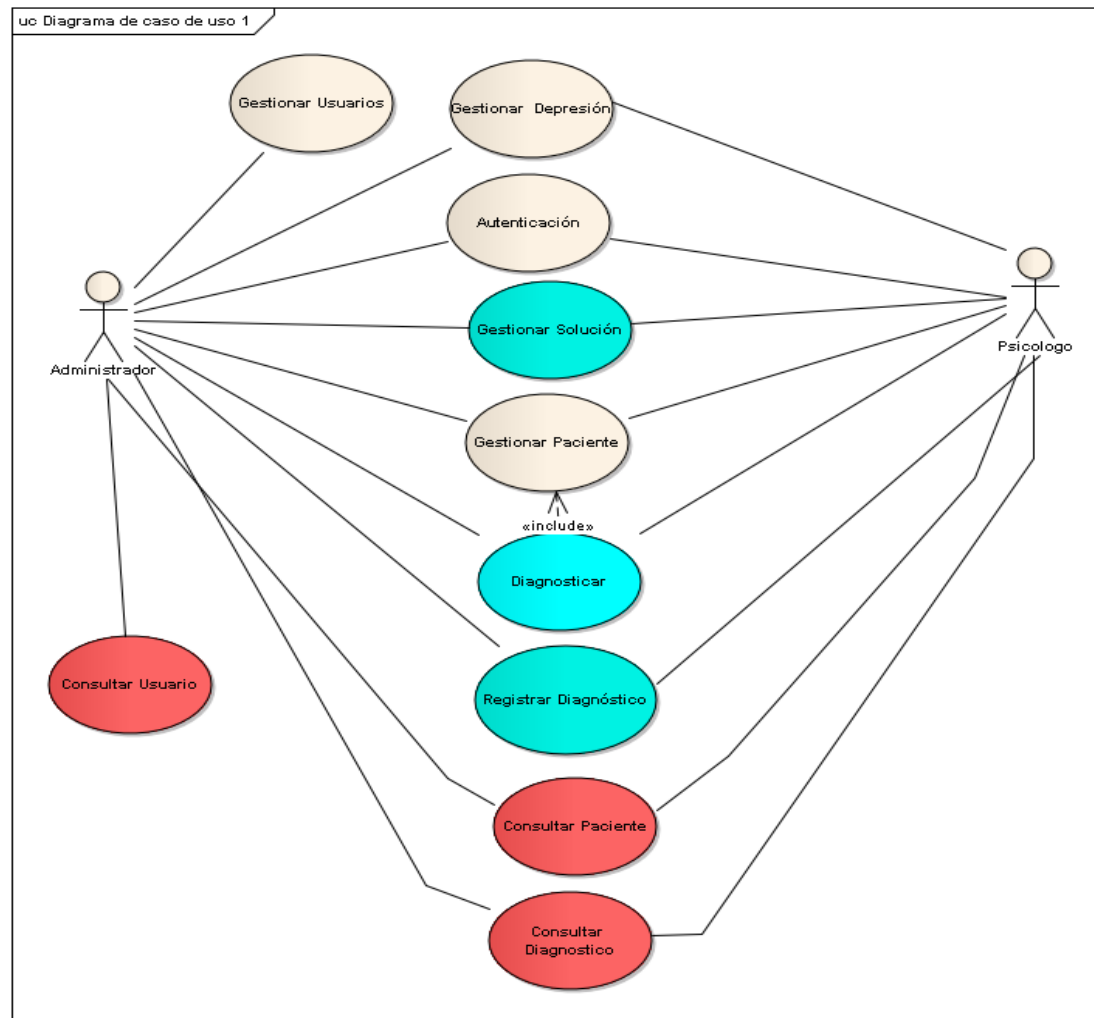 uc Diagrama de caso de uso 1
Gestionar Usuarios
Gestionar Depresión
Autenticación
Gestionar Solución
Administrador
Psicologo
Gestionar Paciente
«include»
Diagnosticar
Consultar Usuario
Registrar Diagnóstico
Consultar Paciente
Consultar
Diagnostico